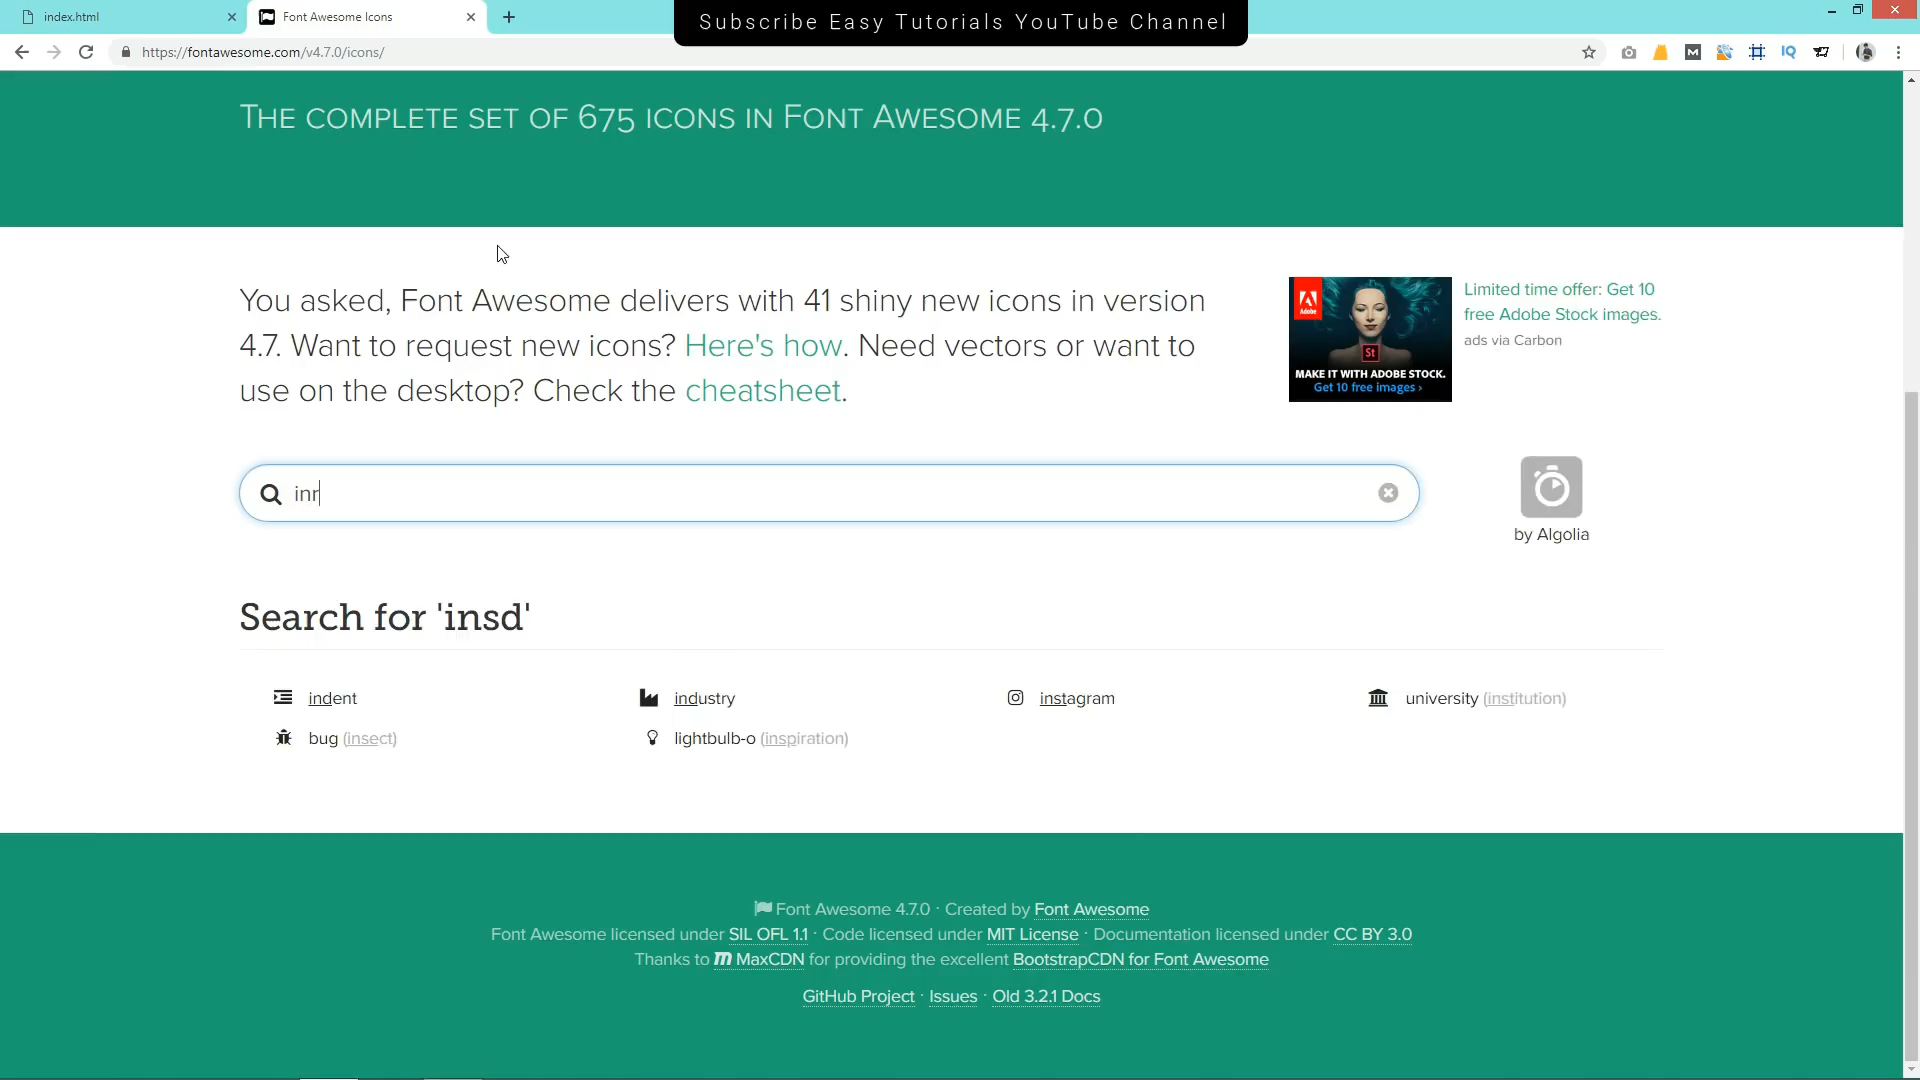 index.html
Font Awesome Icons
Subscribe Easy Tutorials YouTube Channel
https://fontawesome.com/v4.7.0/icons/
THE COMPLETE SET OF 675 ICONS IN FONT AWESOME 4.7.0
You asked, Font Awesome delivers with 41 shiny new icons in version
4.7. Want to request new icons? Here's how. Need vectors or want to
use on the desktop? Check the cheatsheet.
Adobe
St
MAKE IT WITH ADOBE STOCK.
Get 10 free images ›
Limited time offer: Get 10
free Adobe Stock images.
ads via Carbon
inr
by Algolia
Search for 'insd'
indent
industry
instagram
university (institution)
bug (insect)
lightbulb-o (inspiration)
Font Awesome 4.7.0 · Created by Font Awesome
Font Awesome licensed under SIL OFL 1.1 · Code licensed under MIT License · Documentation licensed under CC BY 3.0
Thanks to MaxCDN for providing the excellent BootstrapCDN for Font Awesome
GitHub Project · Issues · Old 3.2.1 Docs